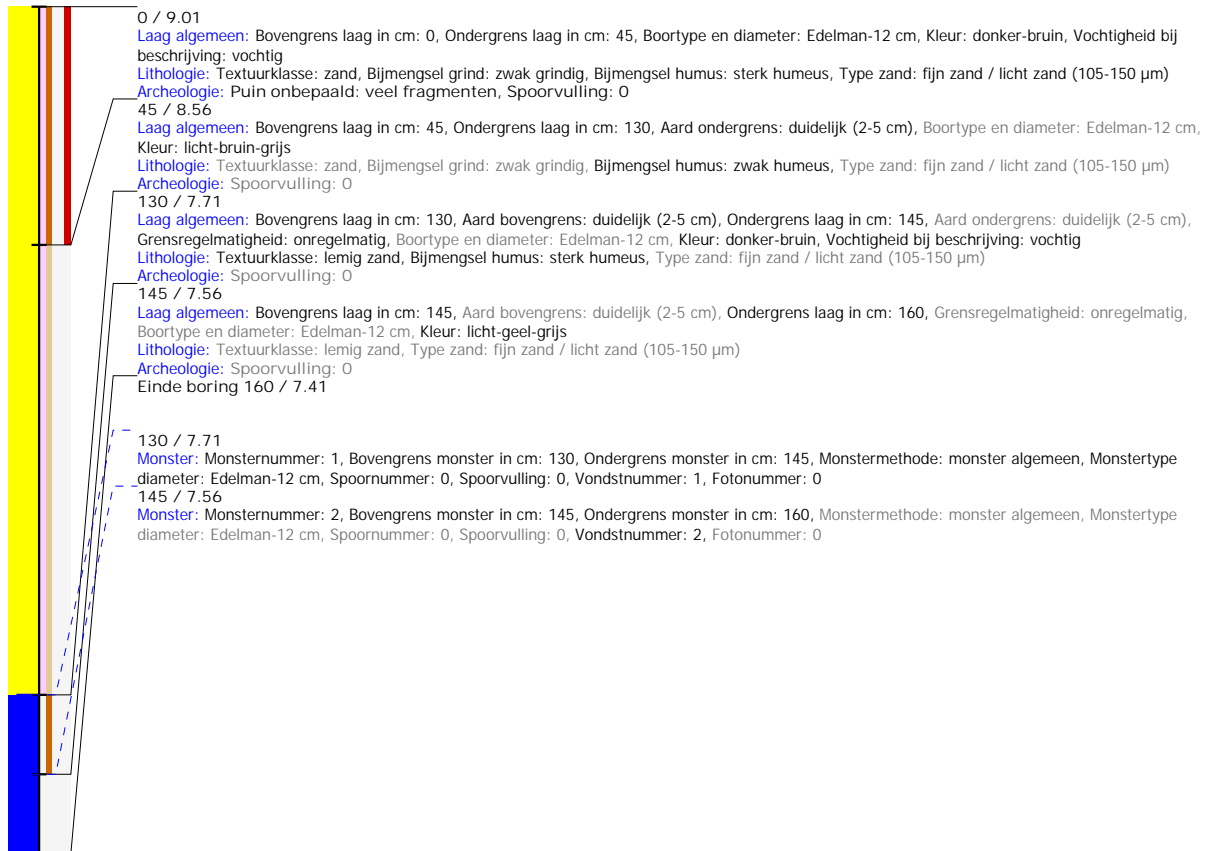 0 / 9.01
Laag algemeen: Bovengrens laag in cm: 0, Ondergrens laag in cm: 45, Boortype en diameter: Edelman-12 cm, Kleur: donker-bruin, Vochtigheid bij
beschrijving: vochtig
Lithologie: Textuurklasse: zand, Bijmengsel grind: zwak grindig, Bijmengsel humus: sterk humeus, Type zand: fijn zand / licht zand (105-150 µm)
Archeologie: Puin onbepaald: veel fragmenten, Spoorvulling: 0
45 / 8.56
Laag algemeen: Bovengrens laag in cm: 45, Ondergrens laag in cm: 130, Aard ondergrens: duidelijk (2-5 cm), Boortype en diameter: Edelman-12 cm,
Kleur: licht-bruin-grijs
Lithologie: Textuurklasse: zand, Bijmengsel grind: zwak grindig, Bijmengsel humus: zwak humeus, Type zand: fijn zand / licht zand (105-150 µm)
Archeologie: Spoorvulling: 0
130 / 7.71
Laag algemeen: Bovengrens laag in cm: 130, Aard bovengrens: duidelijk (2-5 cm), Ondergrens laag in cm: 145, Aard ondergrens: duidelijk (2-5 cm),
Grensregelmatigheid: onregelmatig, Boortype en diameter: Edelman-12 cm, Kleur: donker-bruin, Vochtigheid bij beschrijving: vochtig
Lithologie: Textuurklasse: lemig zand, Bijmengsel humus: sterk humeus, Type zand: fijn zand / licht zand (105-150 µm)
Archeologie: Spoorvulling: 0
145 / 7.56
Laag algemeen: Bovengrens laag in cm: 145, Aard bovengrens: duidelijk (2-5 cm), Ondergrens laag in cm: 160, Grensregelmatigheid: onregelmatig,
Boortype en diameter: Edelman-12 cm, Kleur: licht-geel-grijs
Lithologie: Textuurklasse: lemig zand, Type zand: fijn zand / licht zand (105-150 µm)
Archeologie: Spoorvulling: 0
Einde boring 160 / 7.41
130 / 7.71
Monster: Monsternummer: 1, Bovengrens monster in cm: 130, Ondergrens monster in cm: 145, Monstermethode: monster algemeen, Monstertype
diameter: Edelman-12 cm, Spoornummer: 0, Spoorvulling: 0, Vondstnummer: 1, Fotonummer: 0
145 / 7.56
Monster: Monsternummer: 2, Bovengrens monster in cm: 145, Ondergrens monster in cm: 160, Monstermethode: monster algemeen, Monstertype
diameter: Edelman-12 cm, Spoornummer: 0, Spoorvulling: 0, Vondstnummer: 2, Fotonummer: 0